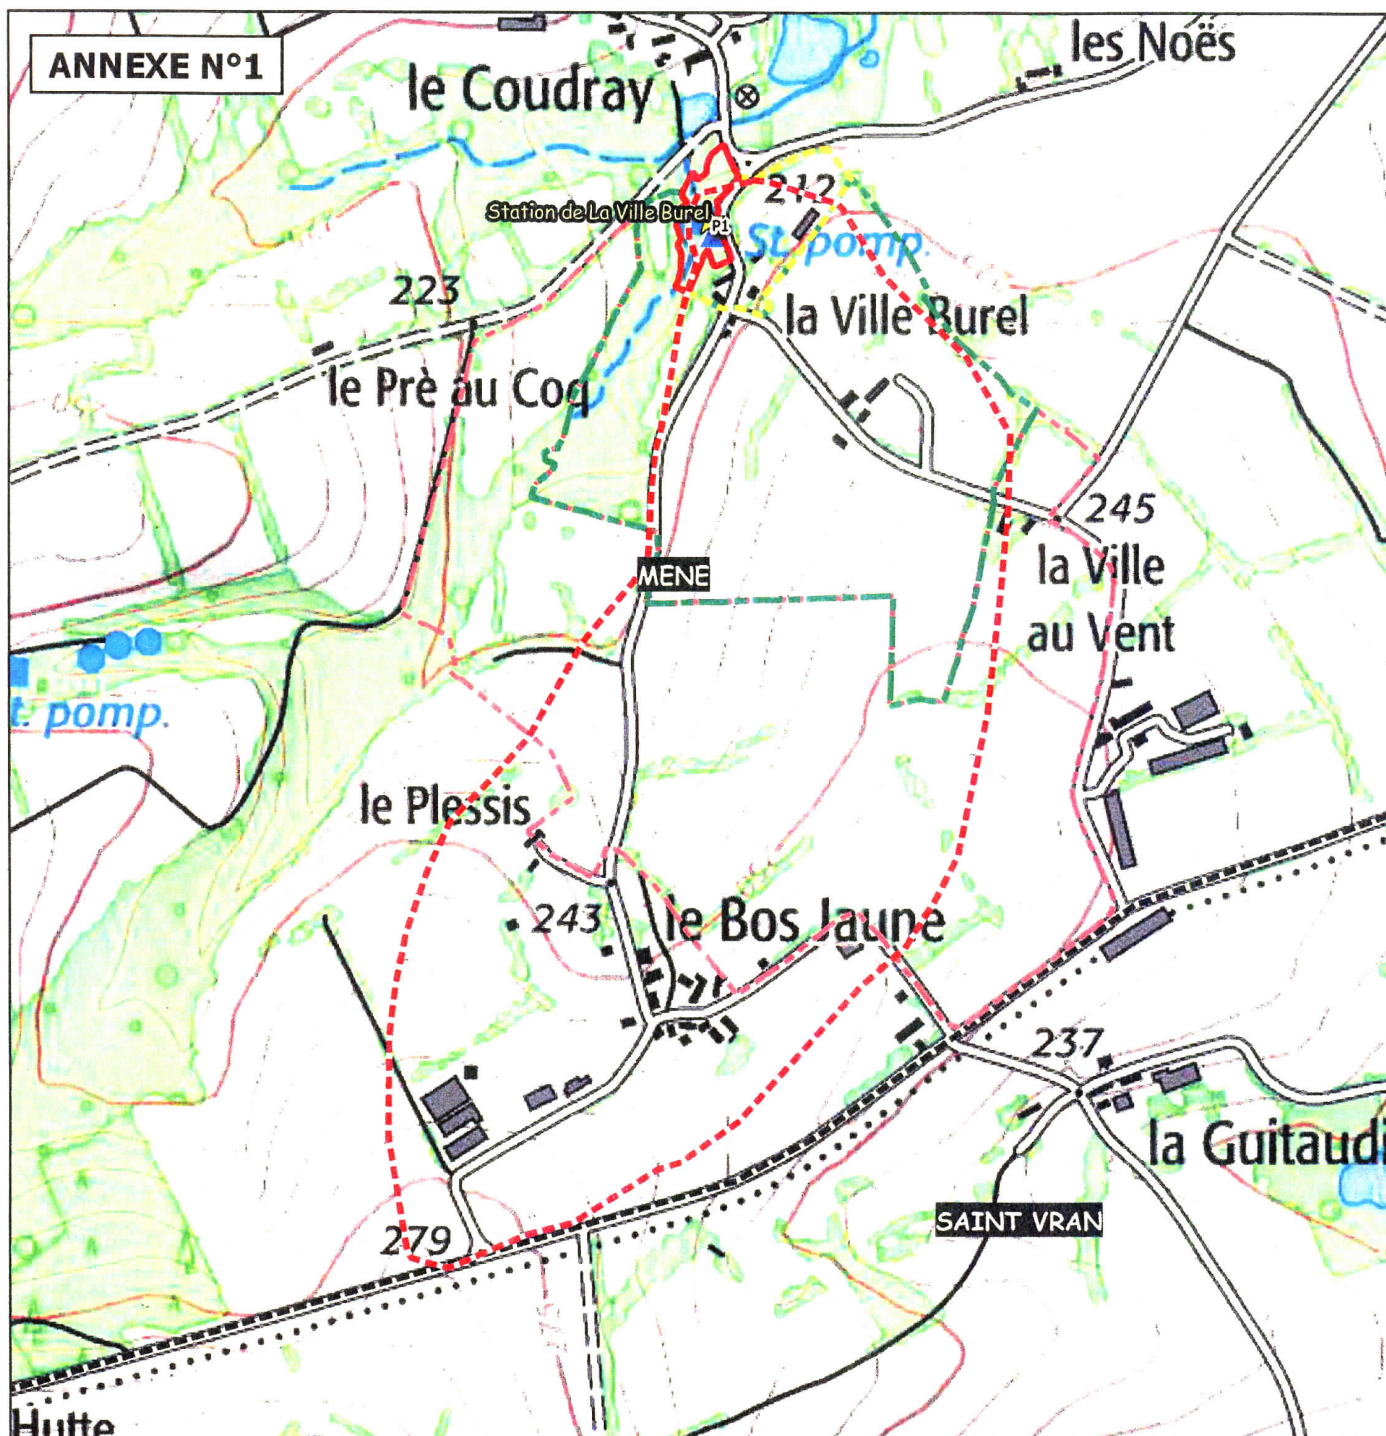 ANNEXE N°1
les Noës
le Coudray
212
Station de La Ville Burel
P1
St. pomp.
223
la Ville Burel
le Prè au Coq
245
MENE
la Ville
au Vent
t. pomp.
le Plessis
243
le Bos Jaune
237
la Guitaudi
SAINT VRAN
279
Hutte